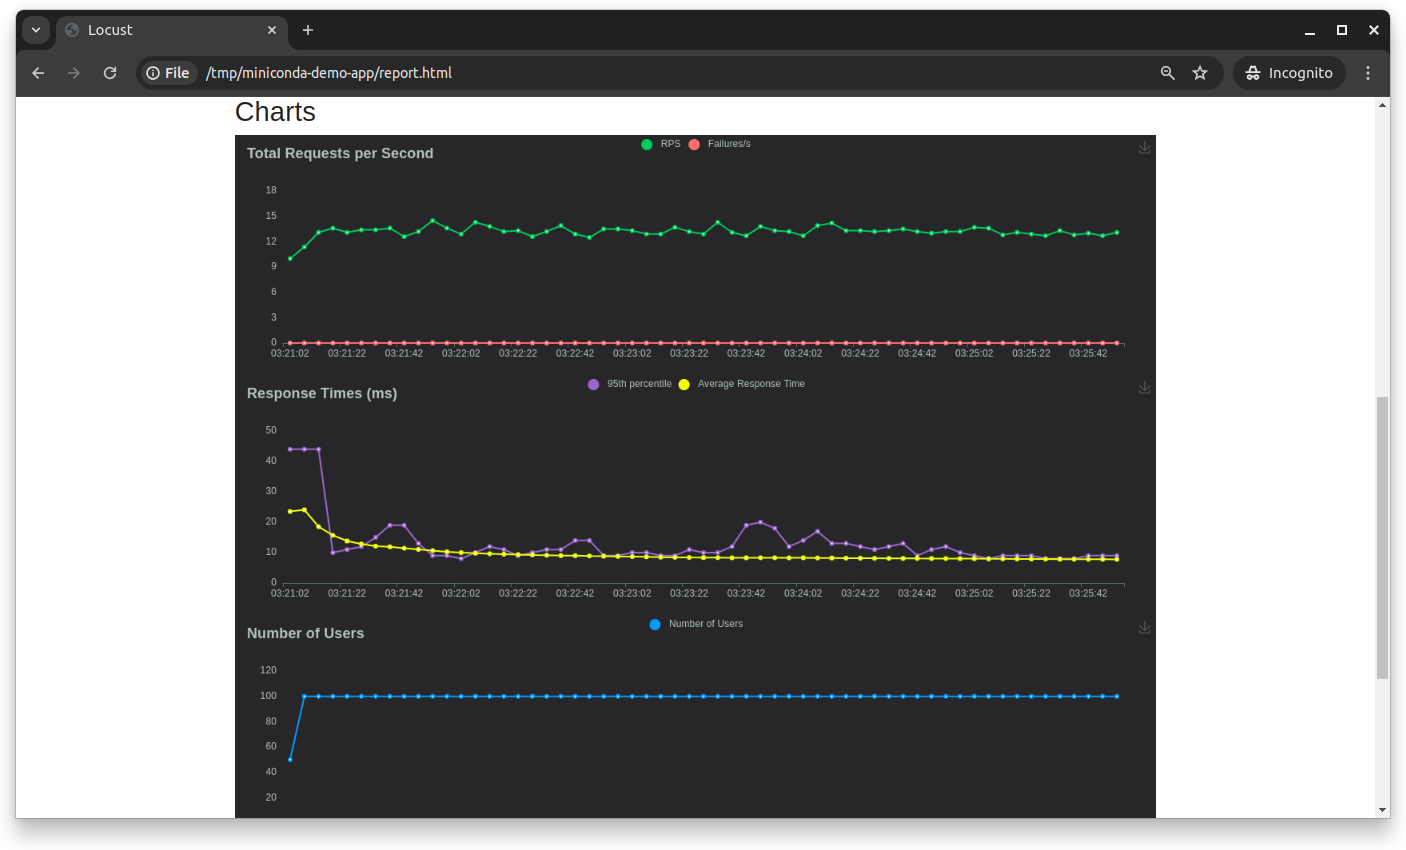 Locust
File /tmp/miniconda-demo-app/report.html Incognito
Charts
Total Requests per Second
RPS Failures/s
18
15
12
9
6
3
0
03:21:02 03:21:22 03:21:42 03:22:02 03:22:22 03:22:42 03:23:02 03:23:22 03:23:42 03:24:02 03:24:22 03:24:42 03:25:02 03:25:22 03:25:42
Response Times (ms)
95th percentile Average Response Time
50
40
30
20
10
0
03:21:02 03:21:22 03:21:42 03:22:02 03:22:22 03:22:42 03:23:02 03:23:22 03:23:42 03:24:02 03:24:22 03:24:42 03:25:02 03:25:22 03:25:42
Number of Users
Number of Users
120
100
80
60
40
20